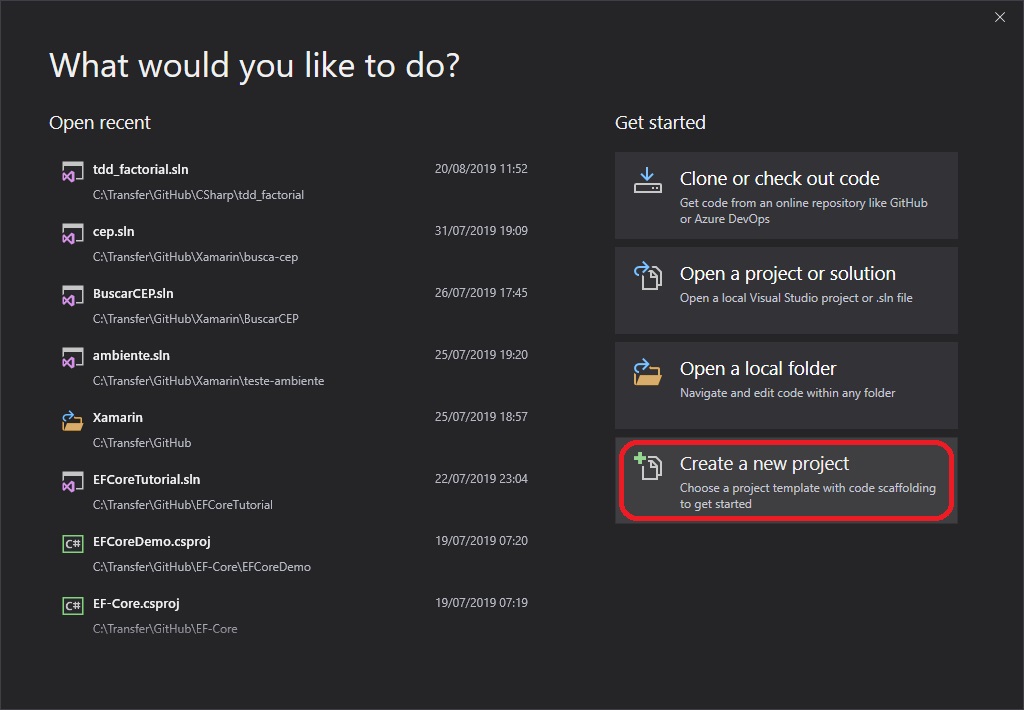 What would you like to do?
Open recent
tdd_factorial.sln 20/08/2019 11:52
C:\Transfer\GitHub\CSharp\tdd_factorial
cep.sln 31/07/2019 19:09
C:\Transfer\GitHub\Xamarin\busca-cep
BuscarCEP.sln 26/07/2019 17:45
C:\Transfer\GitHub\Xamarin\BuscarCEP
ambiente.sln 25/07/2019 19:20
C:\Transfer\GitHub\Xamarin\teste-ambiente
Xamarin 25/07/2019 18:57
C:\Transfer\GitHub
EFCoreTutorial.sln 22/07/2019 23:04
C:\Transfer\GitHub\EFCoreTutorial
C# EFCoreDemo.csproj 19/07/2019 07:20
C:\Transfer\GitHub\EF-Core\EFCoreDemo
C# EF-Core.csproj 19/07/2019 07:19
C:\Transfer\GitHub\EF-Core
Get started
Clone or check out code
Get code from an online repository like GitHub
or Azure DevOps
Open a project or solution
Open a local Visual Studio project or .sln file
Open a local folder
Navigate and edit code within any folder
Create a new project
Choose a project template with code scaffolding
to get started